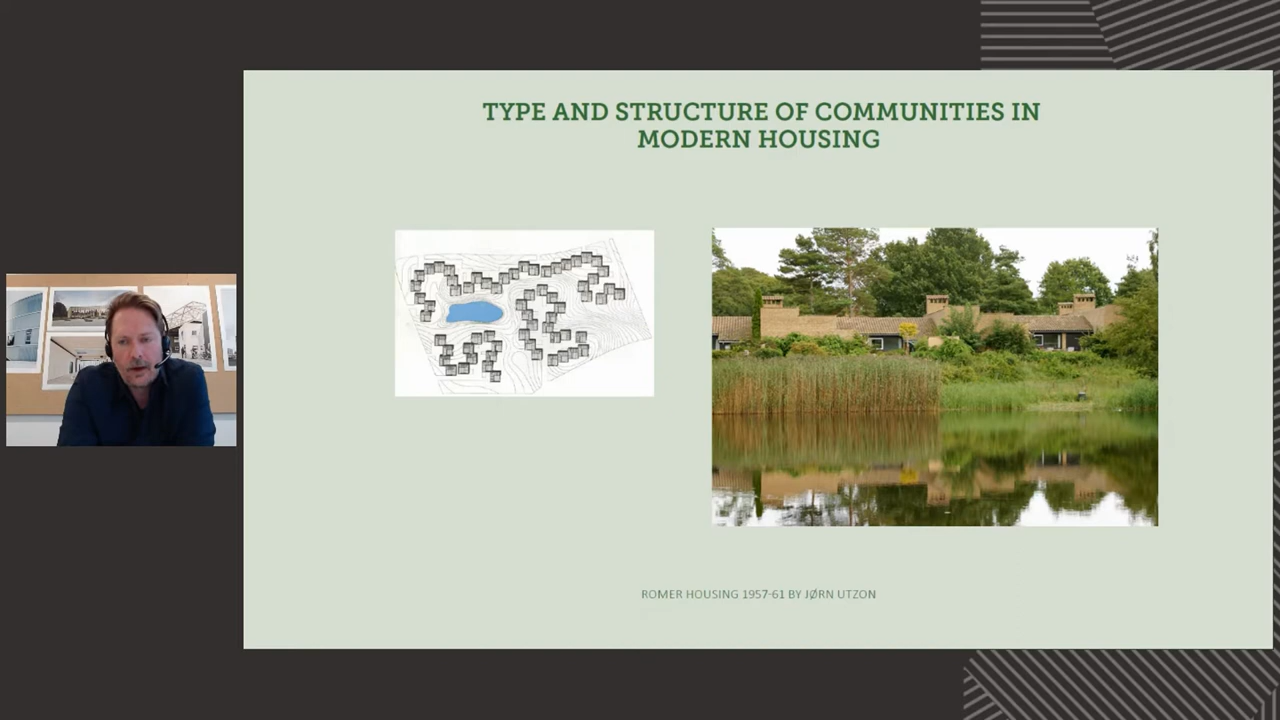 TYPE AND STRUCTURE OF COMMUNITIES IN
MODERN HOUSING
ROMER HOUSING 1957-61 BY JØRN UTZON